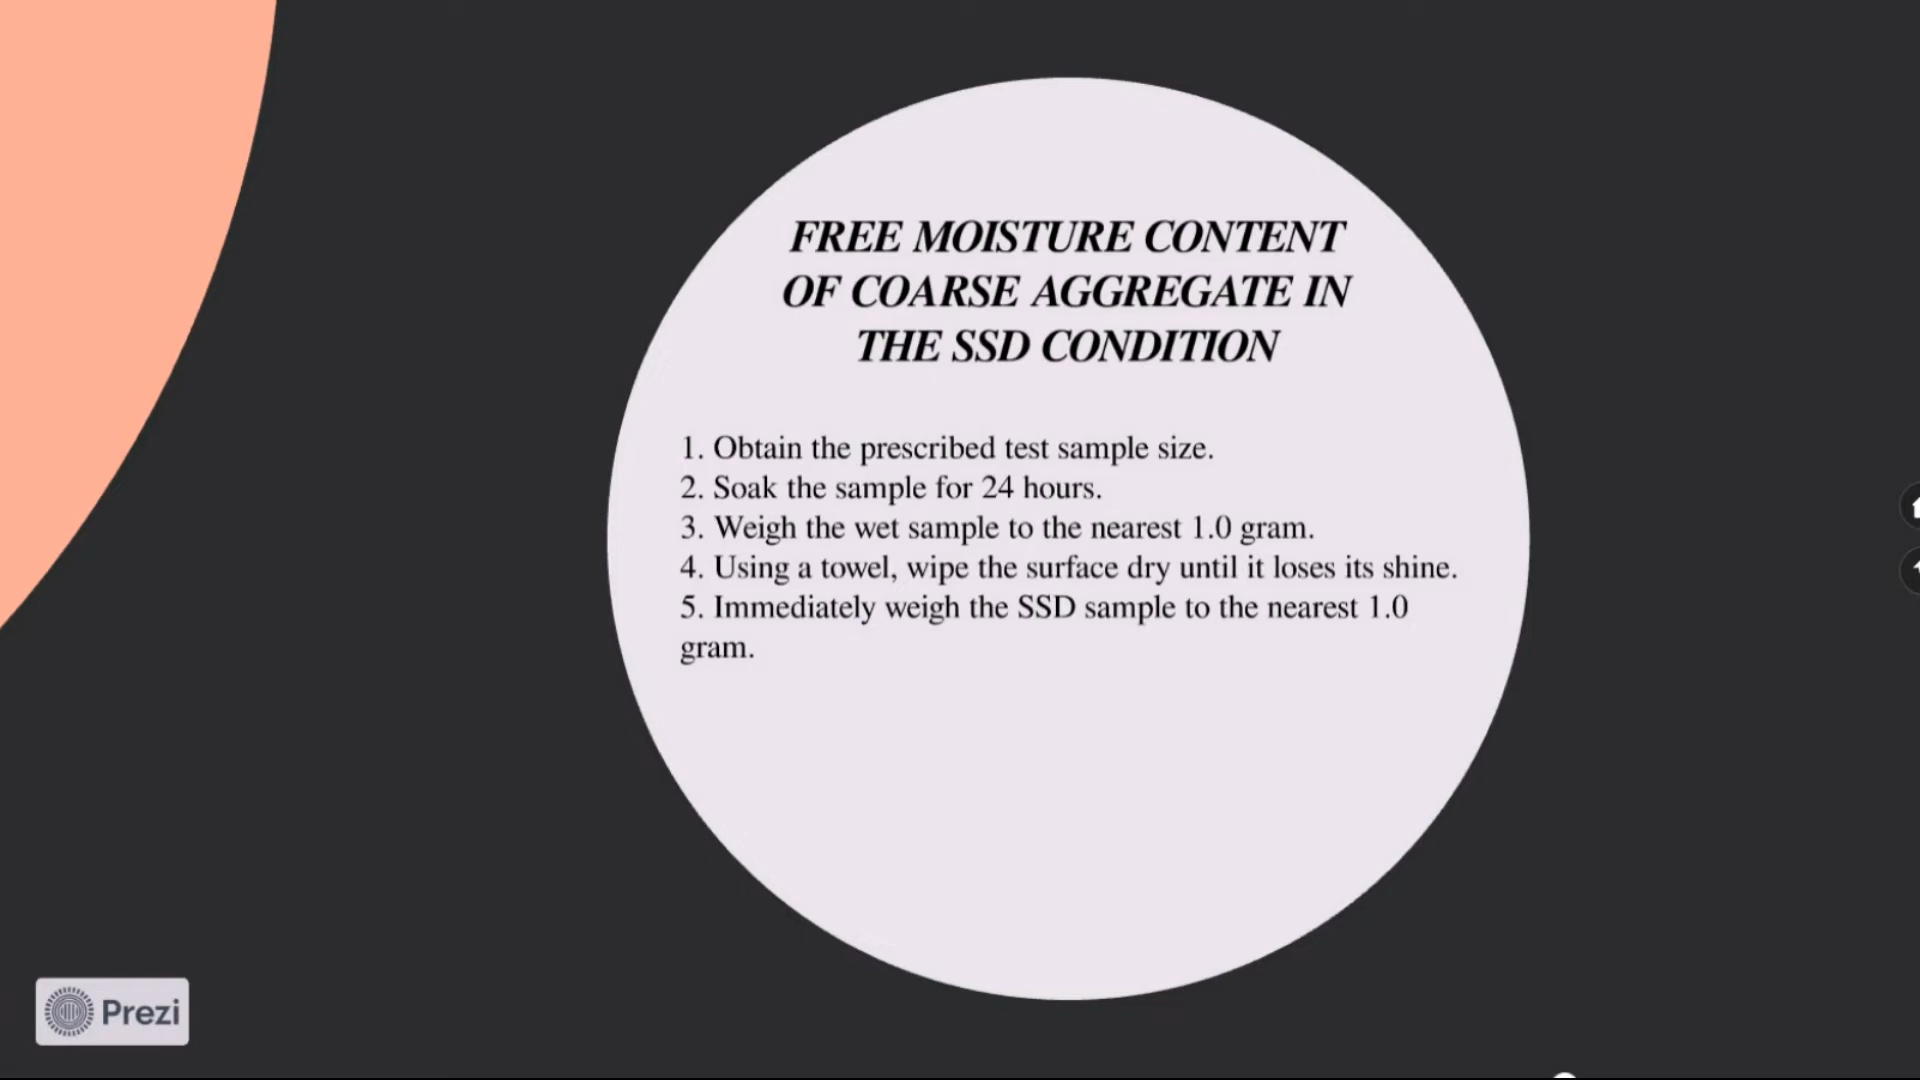 FREE MOISTURE CONTENT
OF COARSE AGGREGATE IN
THE SSD CONDITION
1. Obtain the prescribed test sample size.
2. Soak the sample for 24 hours.
3. Weigh the wet sample to the nearest 1.0 gram.
4. Using a towel, wipe the surface dry until it loses its shine.
5. Immediately weigh the SSD sample to the nearest 1.0
gram.
Prezi